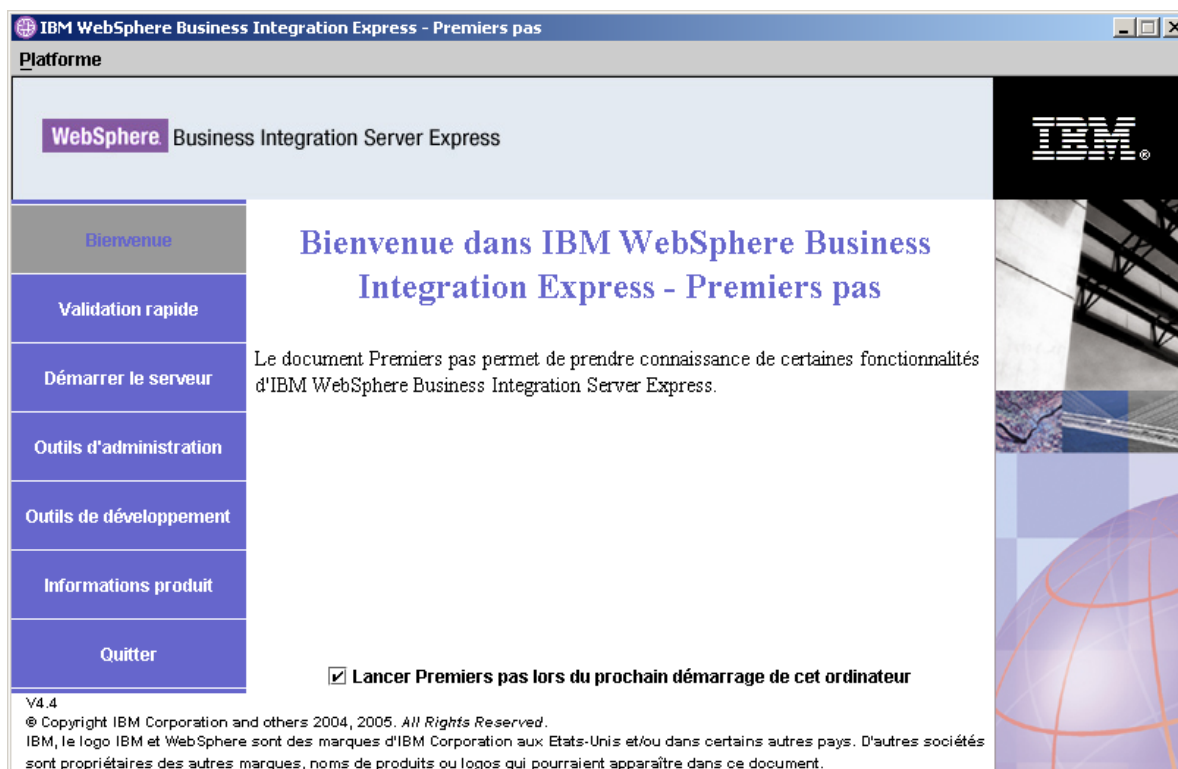 IBM WebSphere Business Integration Express - Premiers pas
Platforme
WebSphere. Business Integration Server Express
IBM®
Bienvenue
Validation rapide
Démarrer le serveur
Outils d'administration
Outils de développement
Informations produit
Quitter
Bienvenue dans IBM WebSphere Business
Integration Express - Premiers pas
Le document Premiers pas permet de prendre connaissance de certaines fonctionnalités
d'IBM WebSphere Business Integration Server Express.
Lancer Premiers pas lors du prochain démarrage de cet ordinateur
V4.4
© Copyright IBM Corporation and others 2004, 2005. All Rights Reserved.
IBM, le logo IBM et WebSphere sont des marques d'IBM Corporation aux Etats-Unis et/ou dans certains autres pays. D'autres sociétés
sont propriétaires des autres marques, noms de produits ou logos qui pourraient apparaître dans ce document.